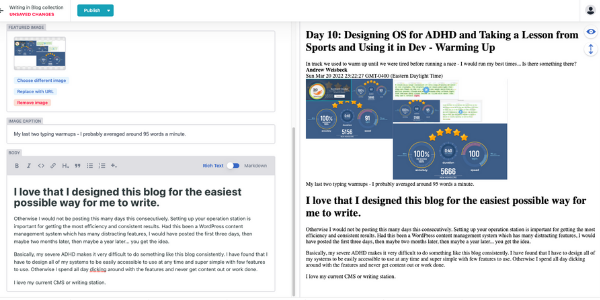 Writing in Blog collection
UNSAVED CHANGES
Publish
FEATURED IMAGE
Choose different image
Replace with URL
Remove image
IMAGE CAPTION
My last two typing warmups - I probably averaged around 95 words a minute.
BODY
Rich Text
Markdown
I love that I designed this blog for the easiest
possible way for me to write.
Otherwise I would not be posting this many days this consecutively. Setting up your operation station is
important for getting the most efficiency and consistent results. Had this been a WordPress content
management system which has many distracting features, I would have posted the first three days, then
maybe two months later, then maybe a year later... you get the idea.
Basically, my severe ADHD makes it very difficult to do something like this blog consistently. I have found that I
have to design all of my systems to be easily accessible to use at any time and super simple with few features
to use. Otherwise I spend all day dicking around with the features and never get content out or work done.
I love my current CMS or writing station.
Day 10: Designing OS for ADHD and Taking a Lesson from
Sports and Using it in Dev - Warming Up
In track we used to warm up until we were tired before running a race - I would run my best times... Is there something there?
Andrew Weisbeck
Sun Mar 20 2022 23:22:27 GMT-0400 (Eastern Daylight Time)
100%
90
5156
100%
5666
My last two typing warmups - I probably averaged around 95 words a minute.
I love that I designed this blog for the easiest possible way for
me to write.
Otherwise I would not be posting this many days this consecutively. Setting up your operation station is important for getting the most
efficiency and consistent results. Had this been a WordPress content management system which has many distracting features, I would
have posted the first three days, then maybe two months later, then maybe a year later... you get the idea.
Basically, my severe ADHD makes it very difficult to do something like this blog consistently. I have found that I have to design all of
my systems to be easily accessible to use at any time and super simple with few features to use. Otherwise I spend all day dicking
around with the features and never get content out or work done.
I love my current CMS or writing station.